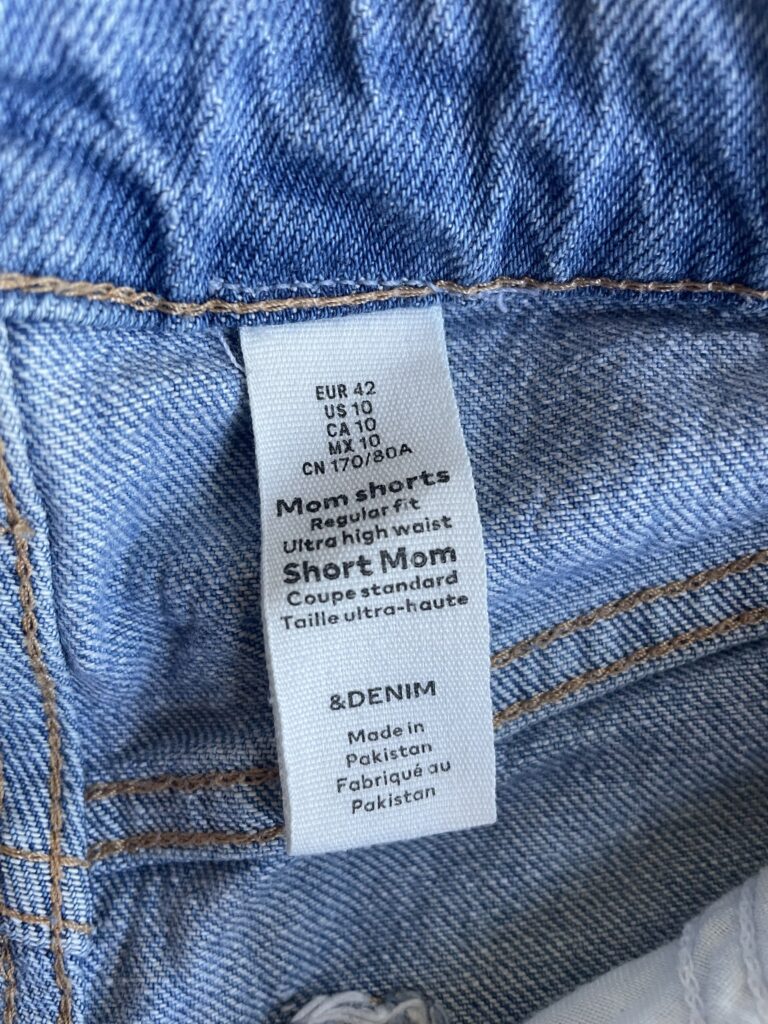 EUR 42
US 10
CA 10
MX 10
CN 170/80A
Mom shorts
Regular fit
Ultra high waist
Short Mom
Coupe standard
Taille ultra-haute
&DENIM
Made in
Pakistan
Fabriqué au
Pakistan